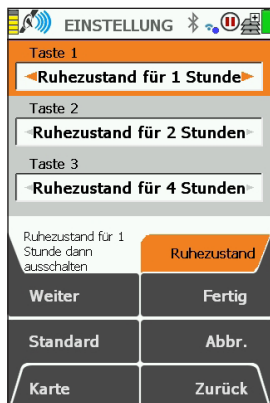 EINSTELLUNG
Taste 1
Ruhezustand für 1 Stunde
Taste 2
Ruhezustand für 2 Stunden
Taste 3
Ruhezustand für 4 Stunden
Ruhezustand für 1
Stunde dann
ausschalten
Ruhezustand
Weiter
Fertig
Standard
Abbr.
Karte
Zurück